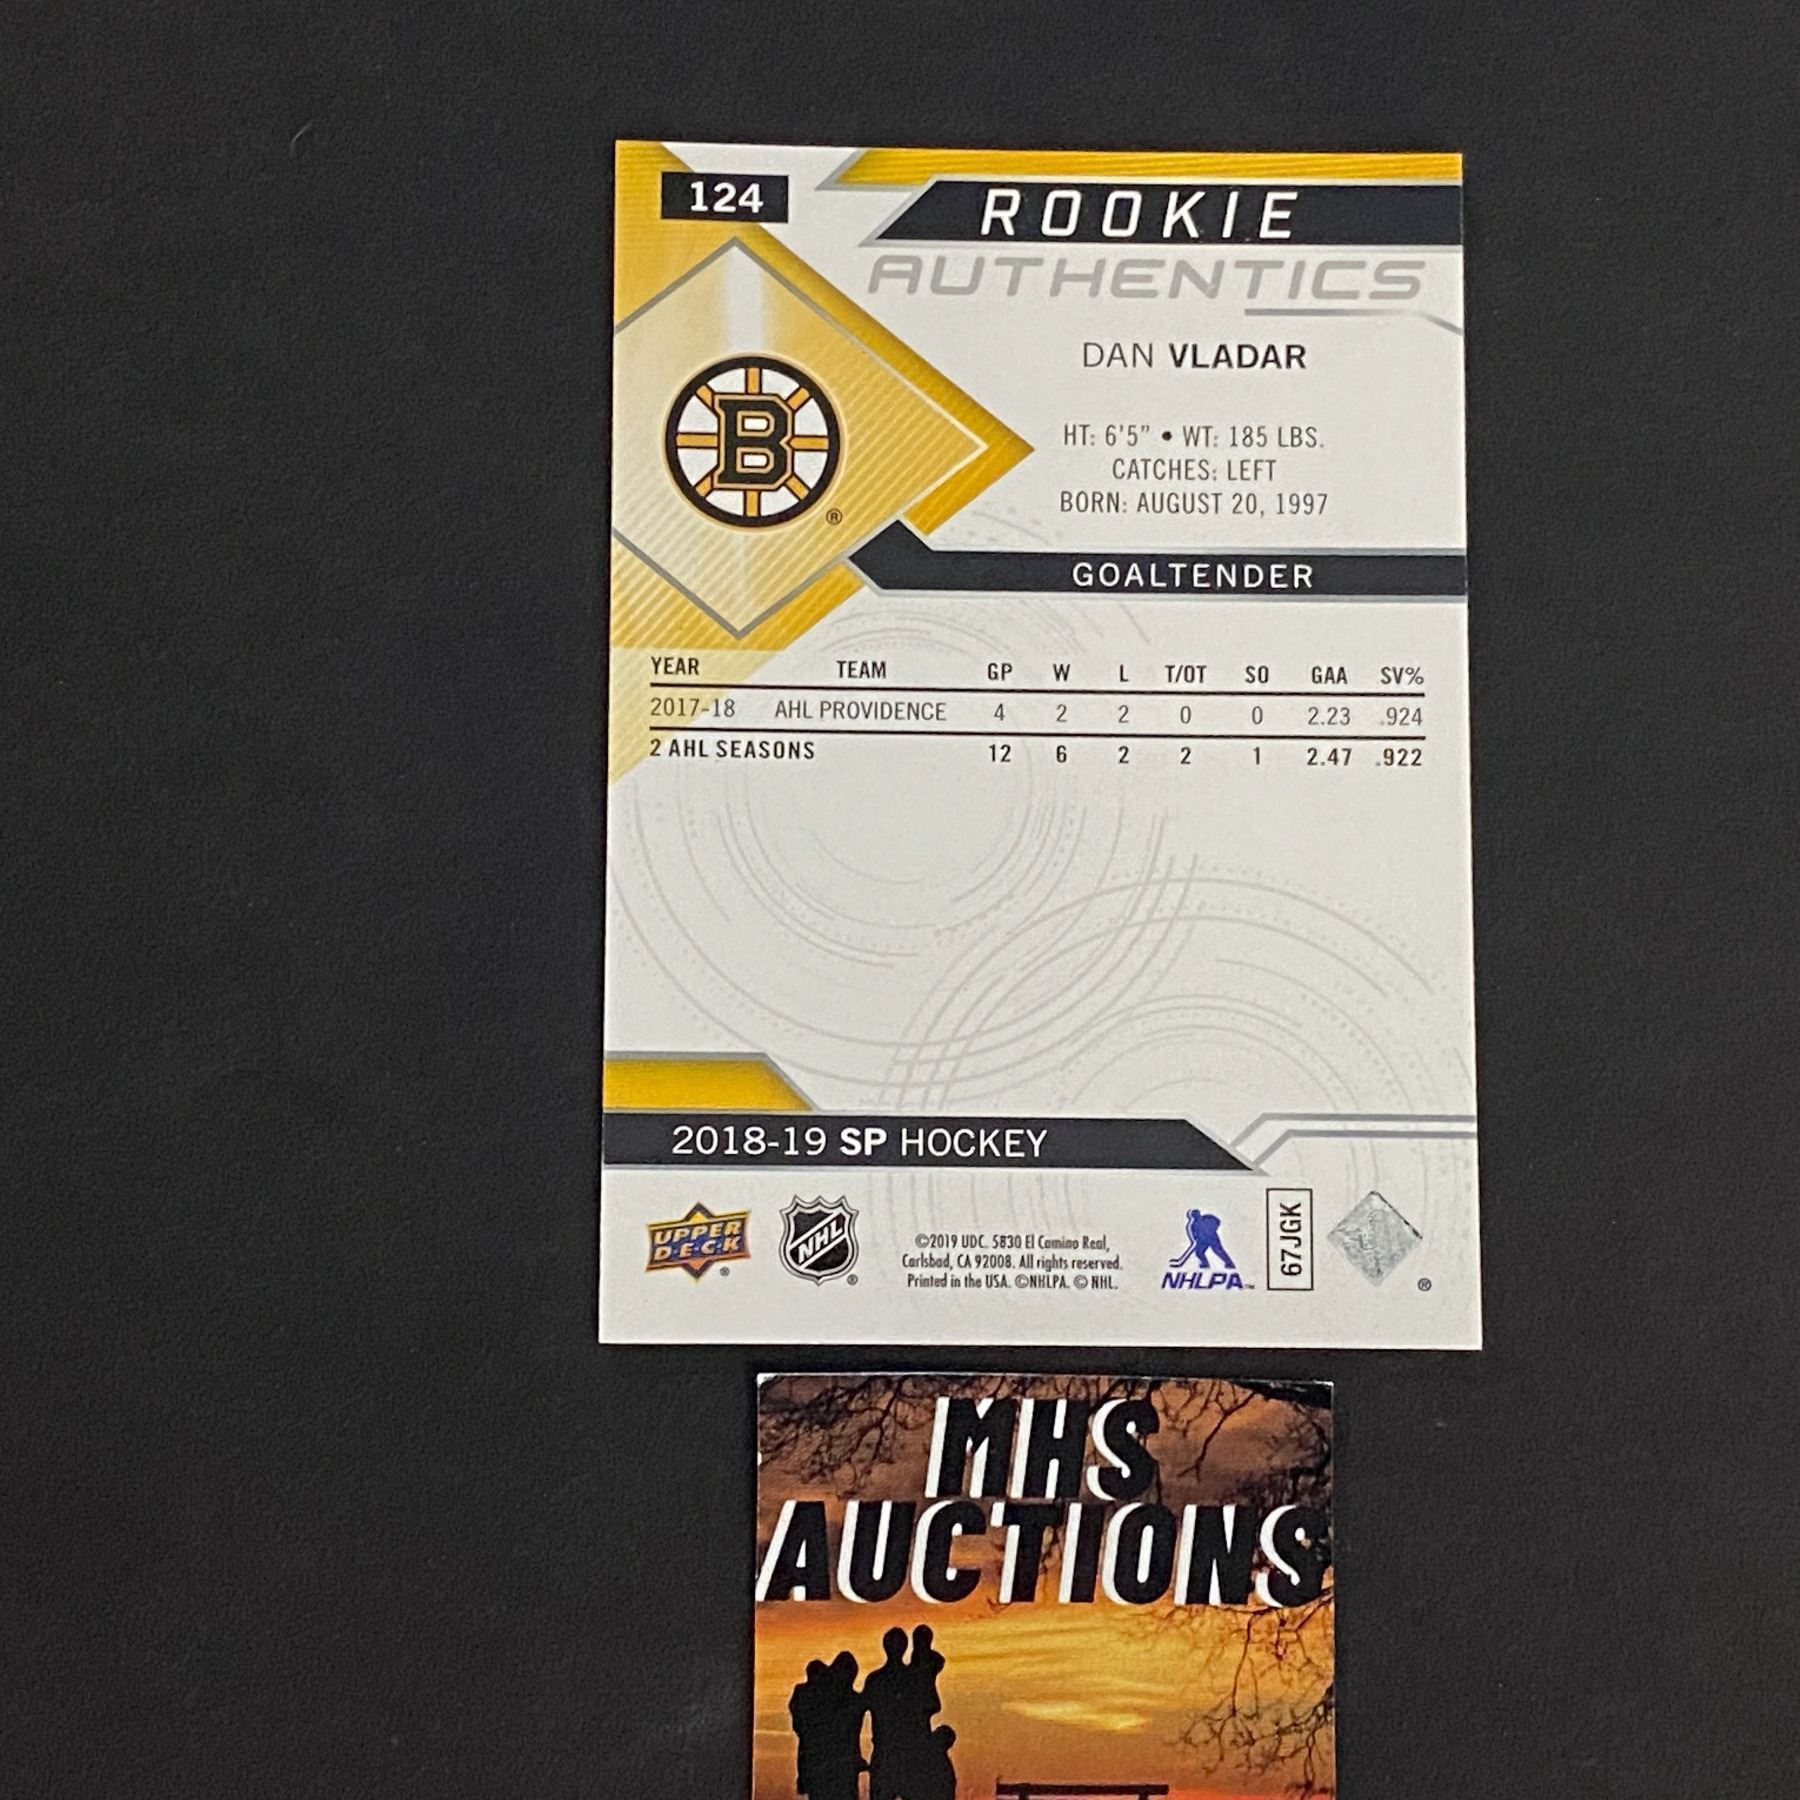 124
ROOKIE
AUTHENTICS
DAN VLADAR
HT: 6'5" • WT: 185 LBS.
CATCHES: LEFT
BORN: AUGUST 20, 1997
B
®
GOALTENDER
YEAR TEAM GP W L T/OT SO GAA SV%
2017-18 AHL PROVIDENCE 4 2 2 0 0 2.23 .924
2 AHL SEASONS 12 6 2 2 1 2.47 .922
2018-19 SP HOCKEY
UPPER
D·E·C·K
®
NHL
®
©2019 UDC. 5830 El Camino Real,
Carlsbad, CA 92008. All rights reserved.
Printed in the USA. ©NHLPA. © NHL.
NHLPA™
67JGK
®
MHS
AUCTIONS